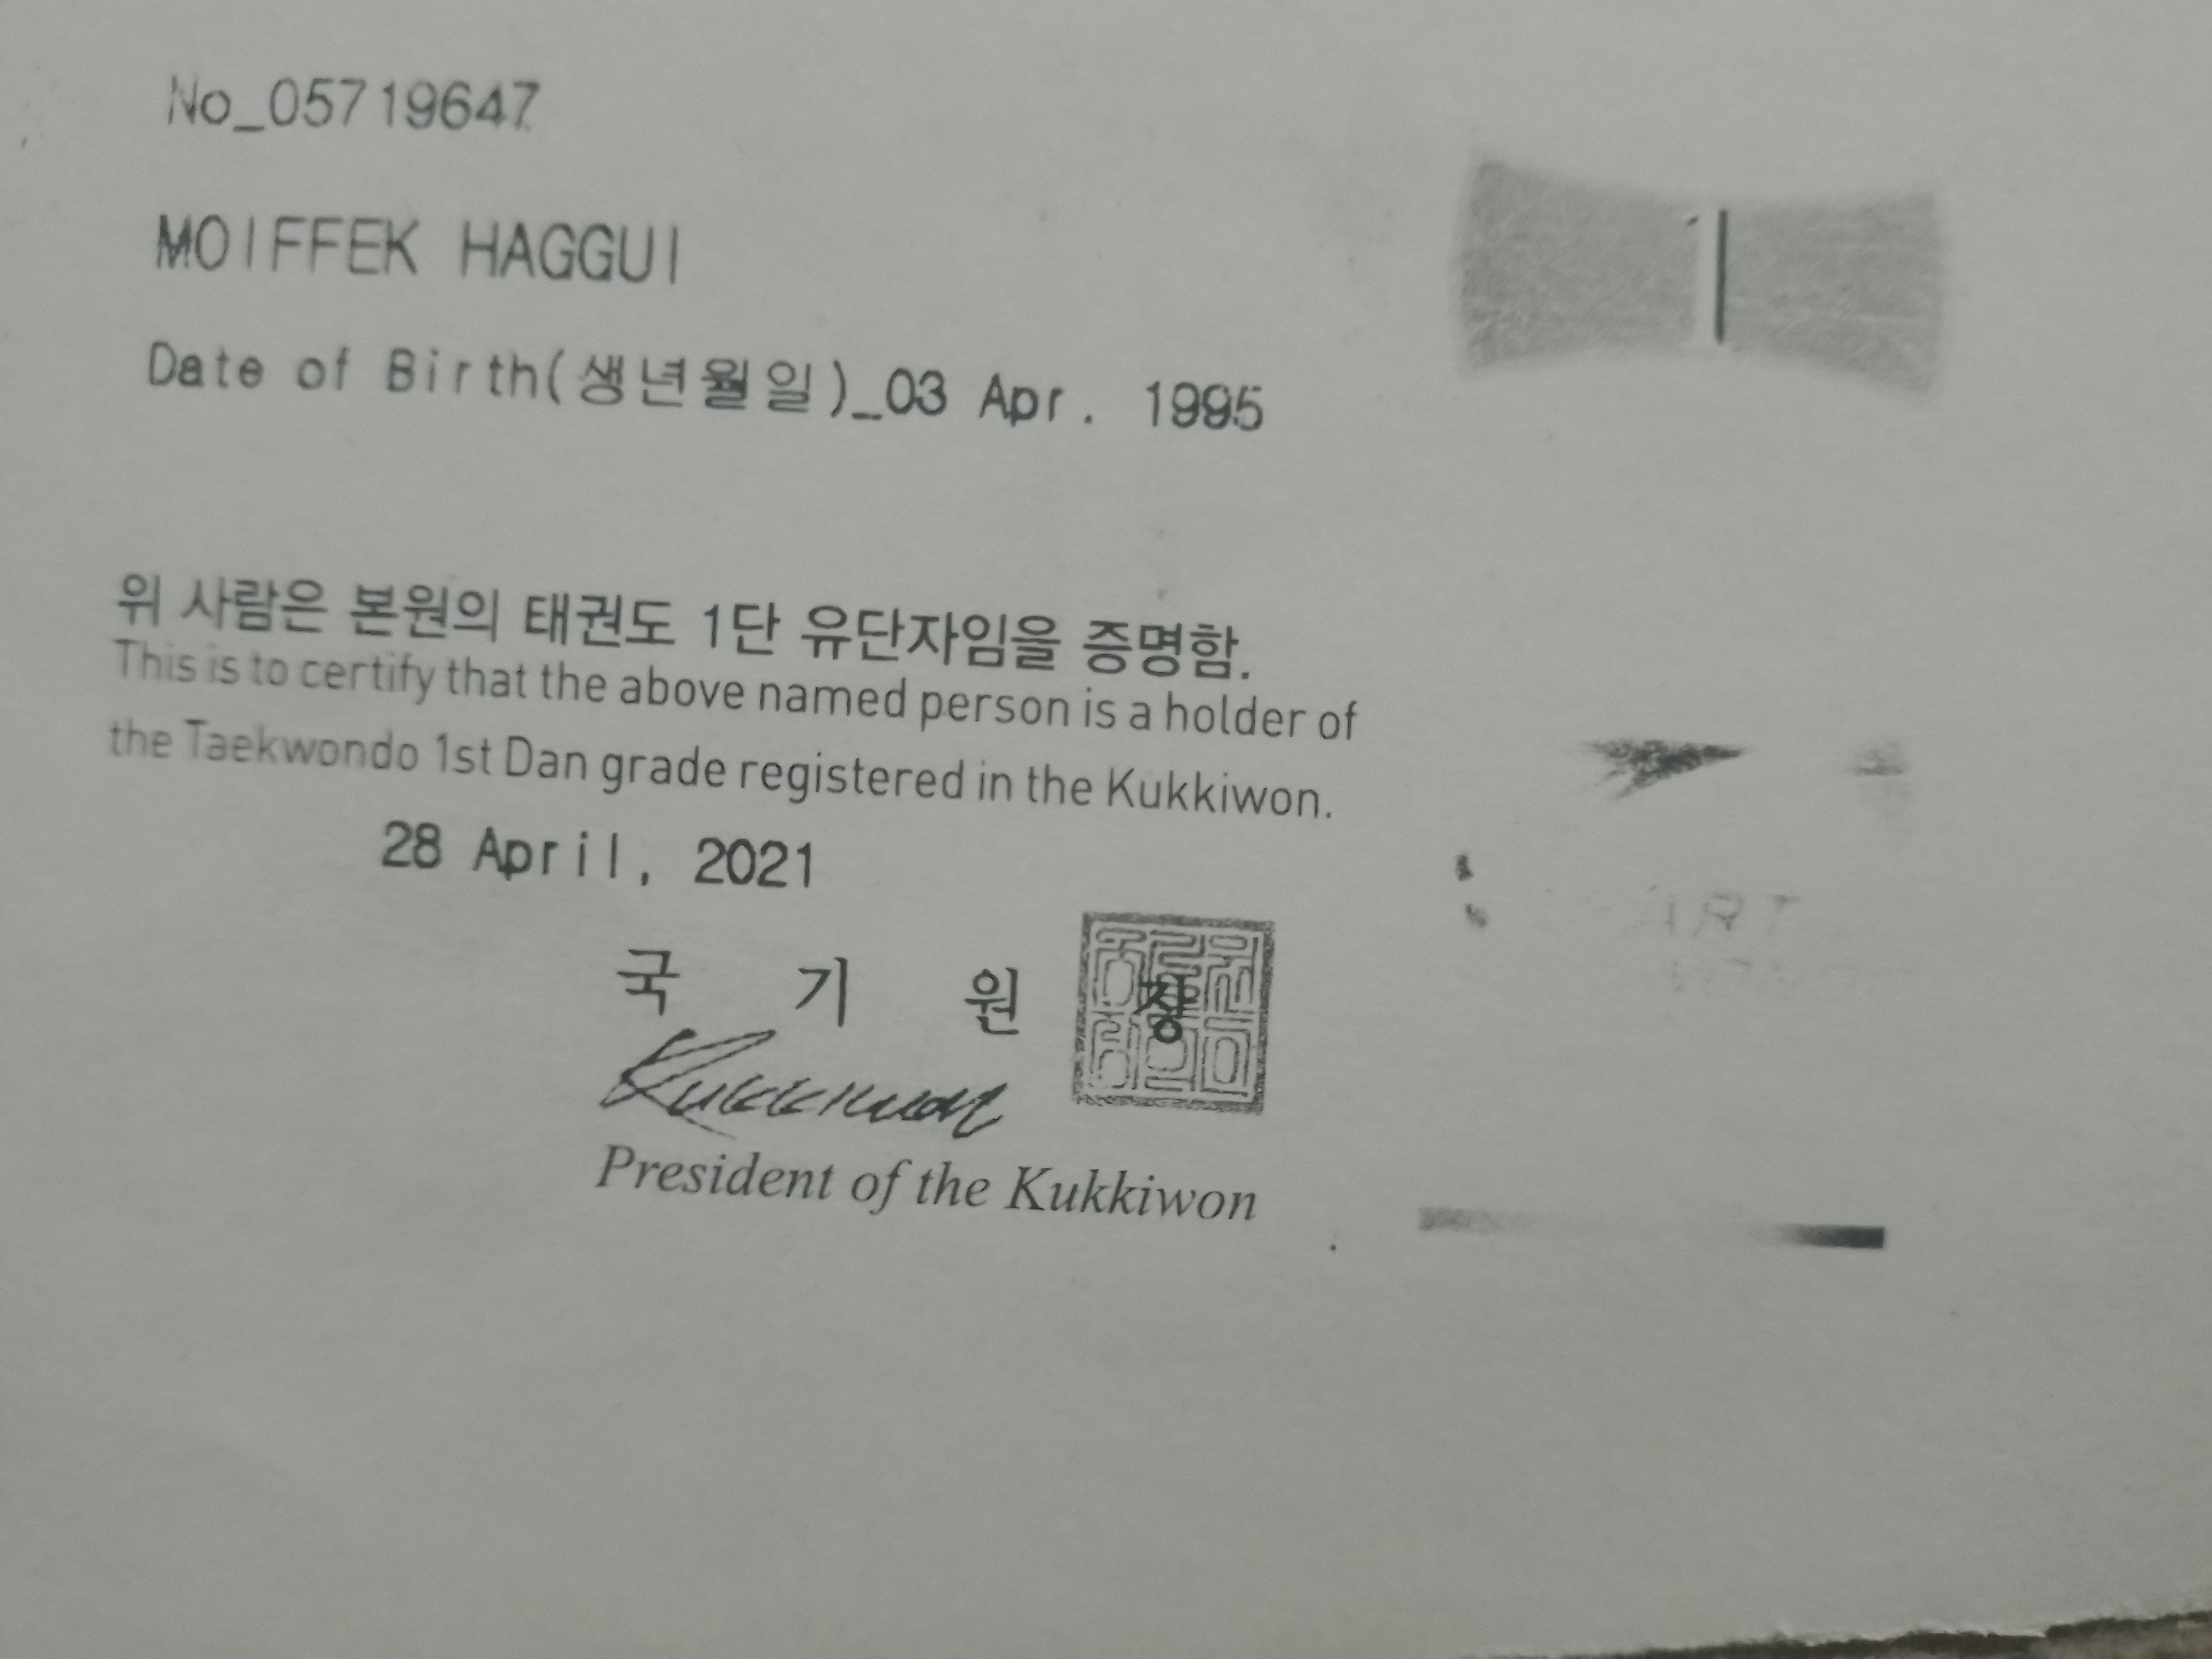 No_05719647
MOIFFEK HAGGUI
Date of Birth(생년월일)_03 Apr. 1995
위 사람은 본원의 태권도 1단 유단자임을 증명함.
This is to certify that the above named person is a holder of
the Taekwondo 1st Dan grade registered in the Kukkiwon.
28 April, 2021
국 기 원 장
Kukkiwon
President of the Kukkiwon